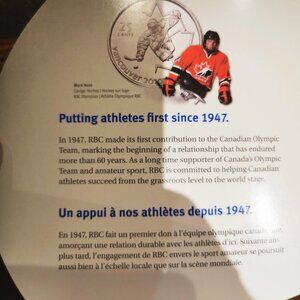 25
CENTS
Mark Noot
Sledge Hockey | Hockey sur luge
RBC Olympian | Athlète Olympique RBC
Putting athletes first since 1947.
In 1947, RBC made its first contribution to the Canadian Olympic
Team, marking the beginning of a relationship that has endured
more than 60 years. As a long time supporter of Canada's Olympic
Team and amateur sport, RBC is committed to helping Canadian
athletes succeed from the grassroots level to the world stage.
Un appui à nos athlètes depuis 1947.
En 1947, RBC fait un premier don à l'équipe olympique
amorçant une relation durable avec les athlètes d'ici. Soixante ans
plus tard, l'engagement de RBC envers le sport amateur se poursuit
aussi bien à l'échelle locale que sur la scène mondiale.